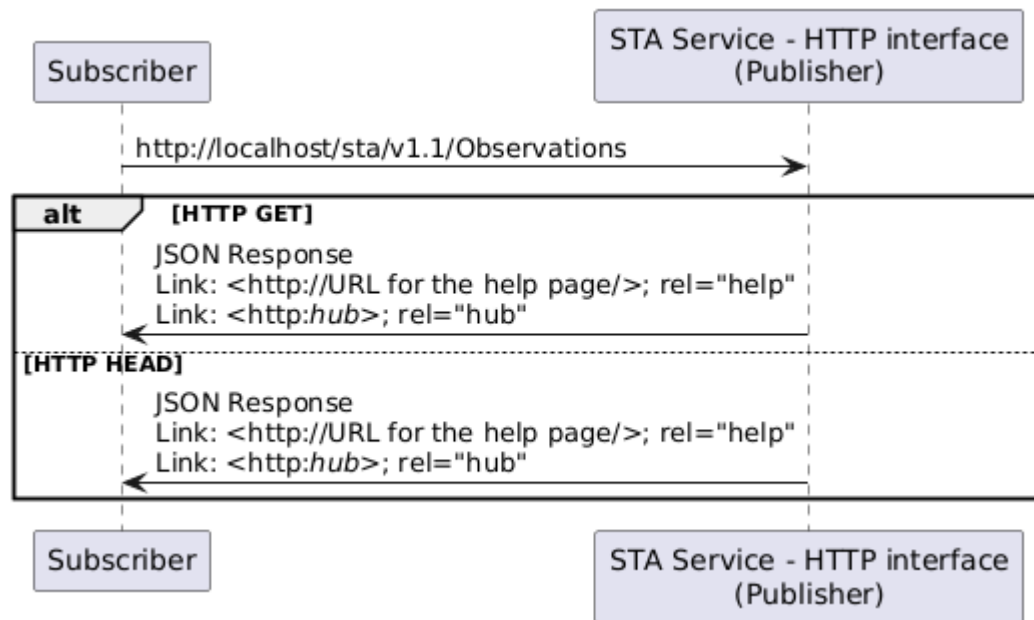 Subscriber
STA Service - HTTP interface
(Publisher)
http://localhost/sta/v1.1/Observations
alt [HTTP GET]
JSON Response
Link: <http://URL for the help page/>; rel="help"
Link: <http:hub>; rel="hub"
[HTTP HEAD]
JSON Response
Link: <http://URL for the help page/>; rel="help"
Link: <http:hub>; rel="hub"
Subscriber
STA Service - HTTP interface
(Publisher)